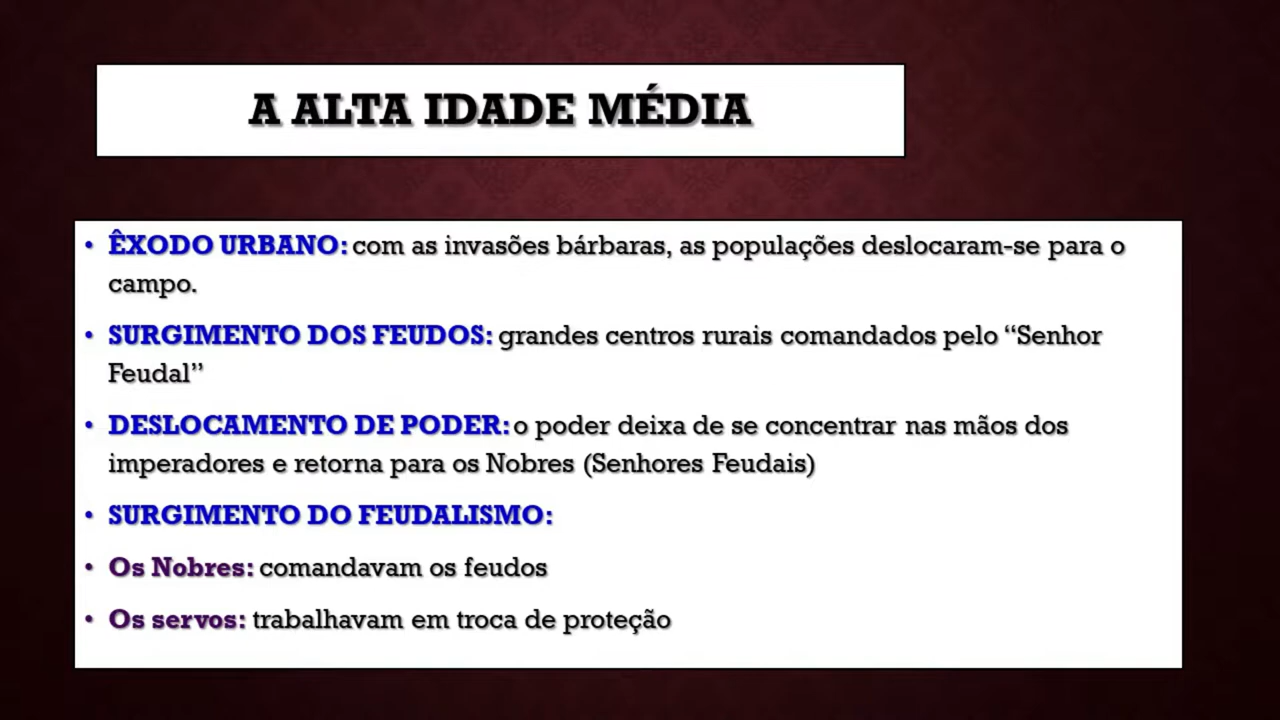 A ALTA IDADE MÉDIA
• ÊXODO URBANO: com as invasões bárbaras, as populações deslocaram-se para o
campo.
• SURGIMENTO DOS FEUDOS: grandes centros rurais comandados pelo “Senhor
Feudal”
• DESLOCAMENTO DE PODER: o poder deixa de se concentrar nas mãos dos
imperadores e retorna para os Nobres (Senhores Feudais)
• SURGIMENTO DO FEUDALISMO:
• Os Nobres: comandavam os feudos
• Os servos: trabalhavam em troca de proteção